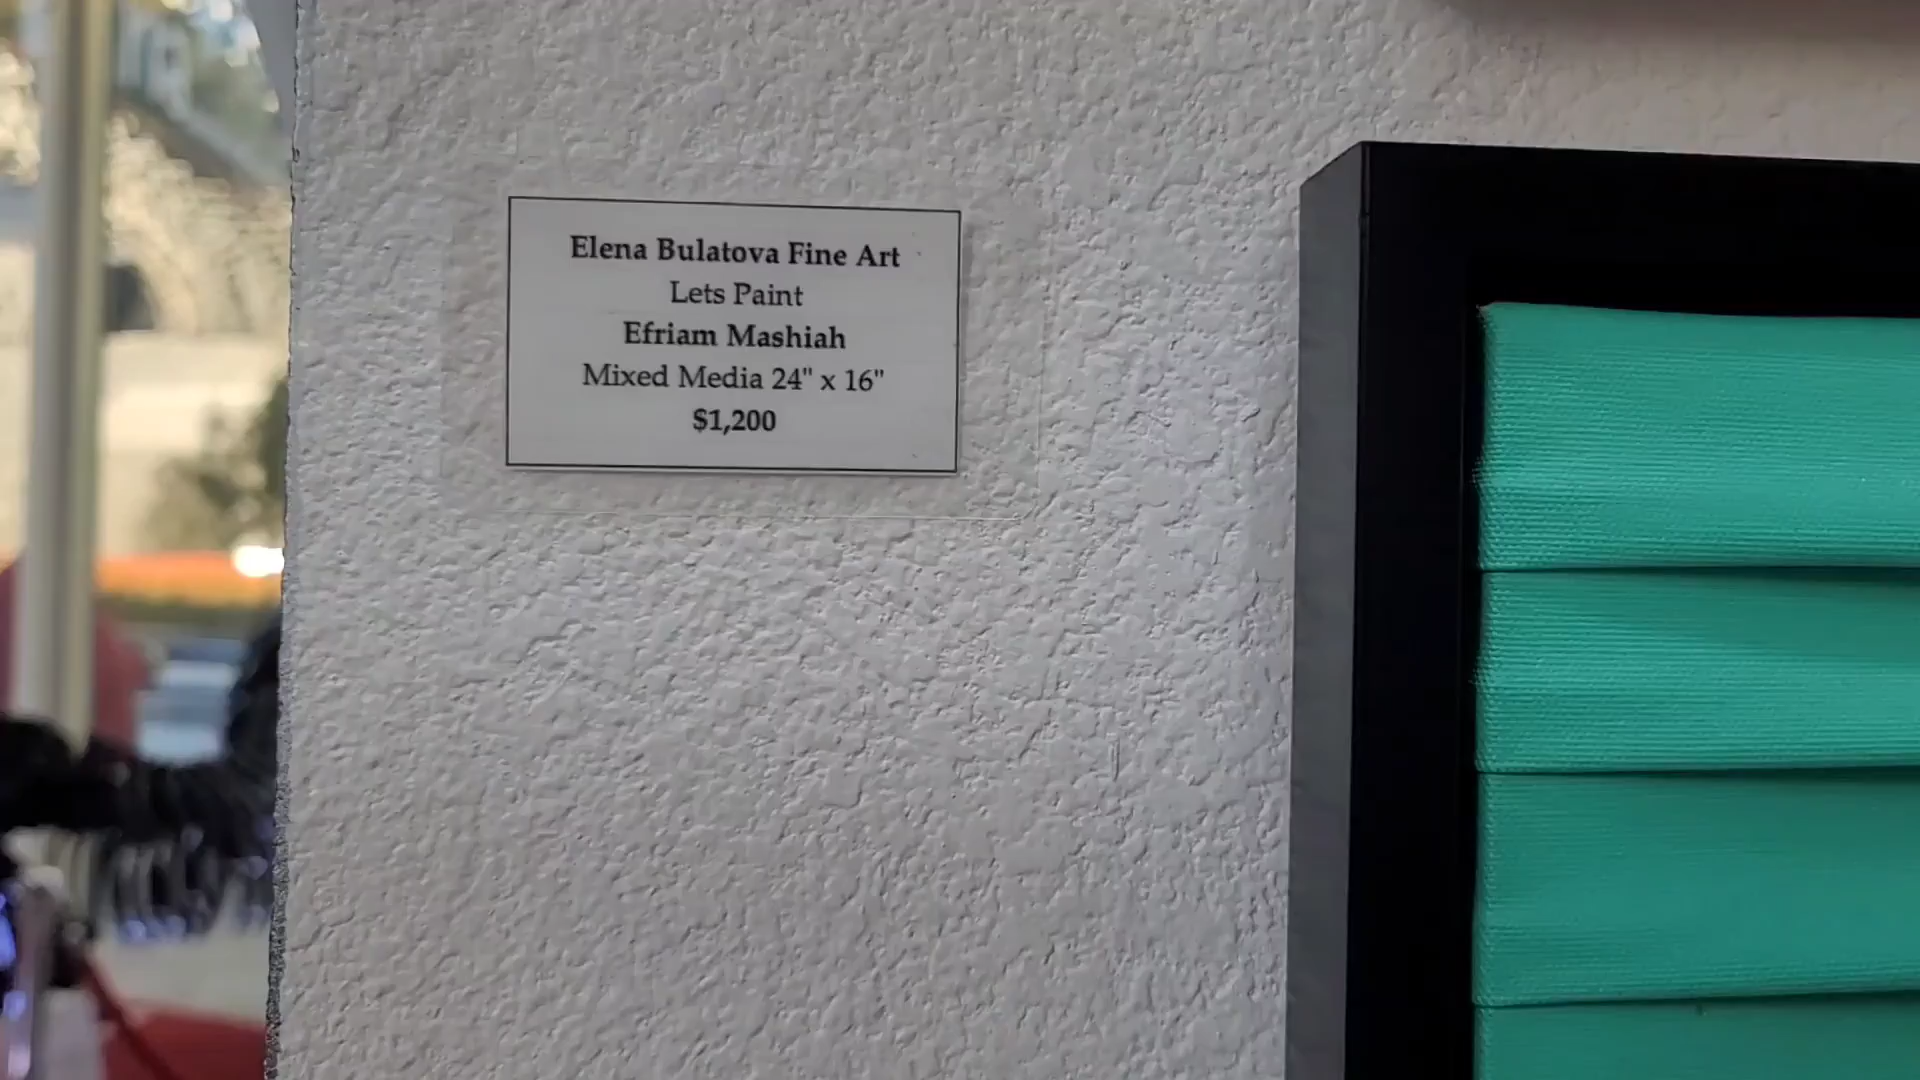 Elena Bulatova Fine Art
Lets Paint
Efriam Mashiah
Mixed Media 24" x 16"
$1,200